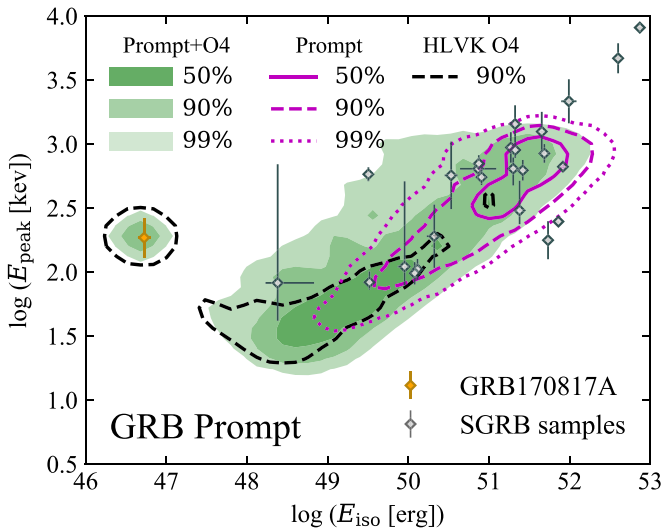 4.0
3.5
3.0
2.5
2.0
1.5
1.0
0.5
log (E_peak [kev])
Prompt+O4 Prompt HLVK O4
50% 50% 90%
90% 90%
99% 99%
GRB170817A
GRB Prompt
SGRB samples
46 47 48 49 50 51 52 53
log (E_iso [erg])